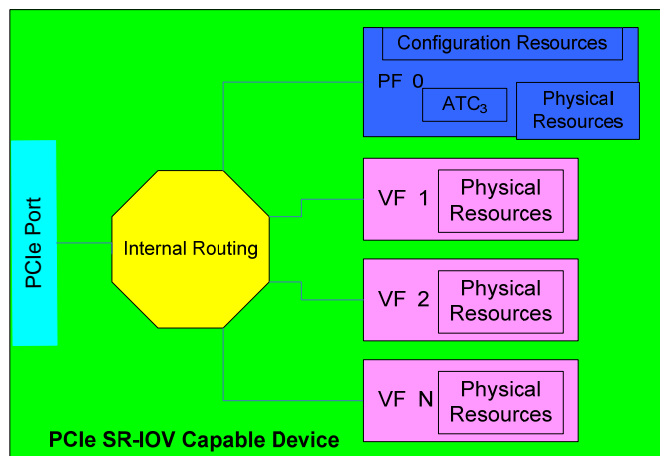 Configuration Resources
PF 0
ATC₃
Physical
Resources
PCIe Port
Internal Routing
VF 1
Physical
Resources
VF 2
Physical
Resources
VF N
Physical
Resources
PCIe SR-IOV Capable Device